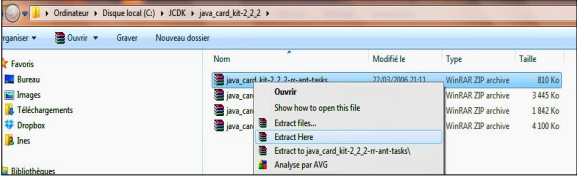 ▸ Ordinateur ▸ Disque local (C:) ▸ JCDK ▸ java_card_kit-2_2_2 ▸
rganiser ▾ Ouvrir ▾ Graver Nouveau dossier
Nom Modifié le Type Taille
Favoris
Bureau
Images
Téléchargements
Dropbox
Ines
Bibliothèques
java_card_kit-2_2_2-rr-ant-tasks 22/03/2006 21:11 WinRAR ZIP archive 810 Ko
java_car WinRAR ZIP archive 3 445 Ko
java_car WinRAR ZIP archive 1 842 Ko
java_car WinRAR ZIP archive 4 100 Ko
Ouvrir
Show how to open this file
Extract files...
Extract Here
Extract to java_card_kit-2_2_2-rr-ant-tasks\
Analyse par AVG